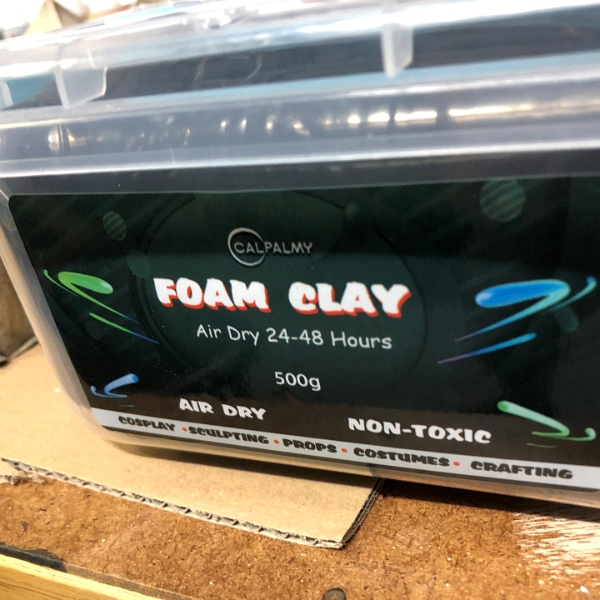 CALPALMY
FOAM CLAY
Air Dry 24-48 Hours
500g
AIR DRY NON-TOXIC
COSPLAY • SCULPTING • PROPS • COSTUMES • CRAFTING